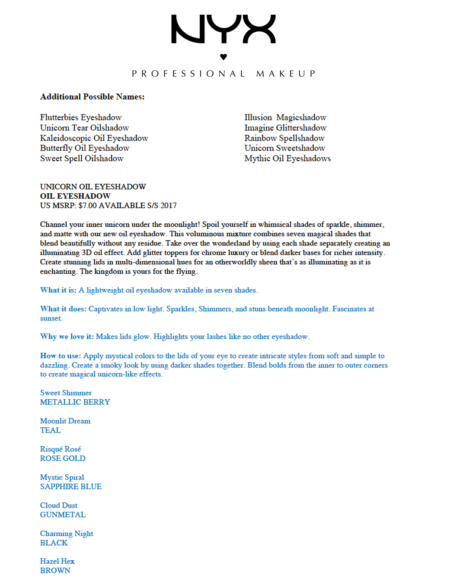 NYX
PROFESSIONAL MAKEUP
Additional Possible Names:
Flutterbies Eyeshadow
Unicorn Tear Oilshadow
Kaleidoscopic Oil Eyeshadow
Butterfly Oil Eyeshadow
Sweet Spell Oilshadow
Illusion Magicshadow
Imagine Glittershadow
Rainbow Spellshadow
Unicorn Sweetshadow
Mythic Oil Eyeshadows
UNICORN OIL EYESHADOW
OIL EYESHADOW
US MSRP: $7.00 AVAILABLE S/S 2017
Channel your inner unicorn under the moonlight! Spoil yourself in whimsical shades of sparkle, shimmer,
and matte with our new oil eyeshadow. This voluminous mixture combines seven magical shades that
blend beautifully without any residue. Take over the wonderland by using each shade separately creating an
illuminating 3D oil effect. Add glitter toppers for chrome luxury or blend darker bases for richer intensity.
Create stunning lids in multi-dimensional hues for an otherworldly sheen that's as illuminating as it is
enchanting. The kingdom is yours for the flying.
What it is: A lightweight oil eyeshadow available in seven shades.
What it does: Captivates in low light. Sparkles, Shimmers, and stuns beneath moonlight. Fascinates at
sunset.
Why we love it: Makes lids glow. Highlights your lashes like no other eyeshadow.
How to use: Apply mystical colors to the lids of your eye to create intricate styles from soft and simple to
dazzling. Create a smoky look by using darker shades together. Blend bolds from the inner to outer corners
to create magical unicorn-like effects.
Sweet Shimmer
METALLIC BERRY
Moonlit Dream
TEAL
Risqué Rosé
ROSE GOLD
Mystic Spiral
SAPPHIRE BLUE
Cloud Dust
GUNMETAL
Charming Night
BLACK
Hazel Hex
BROWN